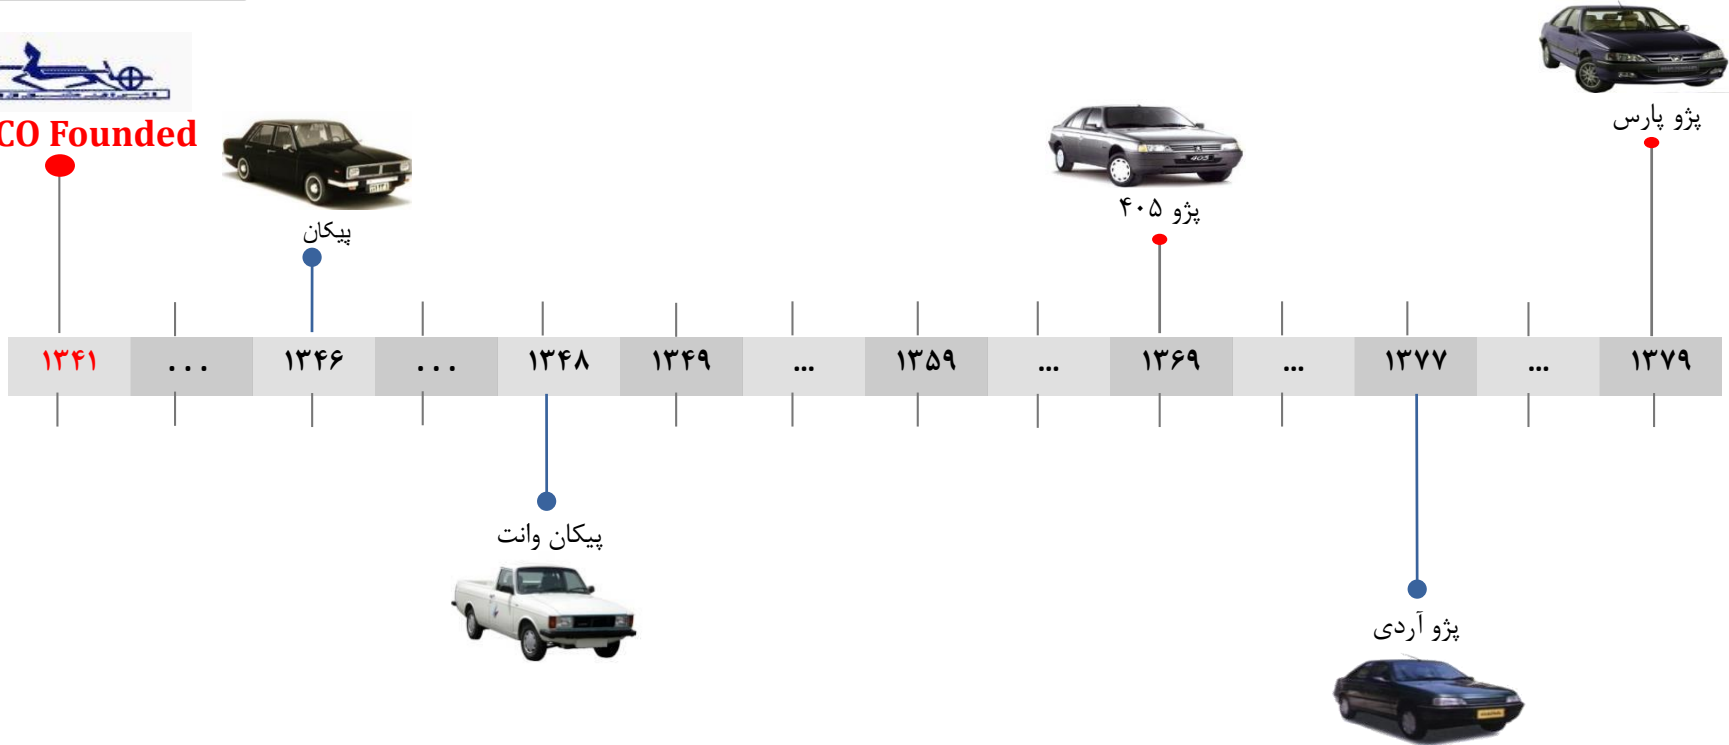 CO Founded
پیکان
پژو ۴۰۵
پژو پارس
۱۳۴۱
. . .
۱۳۴۶
. . .
۱۳۴۸
۱۳۴۹
...
۱۳۵۹
...
۱۳۶۹
...
۱۳۷۷
...
۱۳۷۹
پیکان وانت
پژو آردی